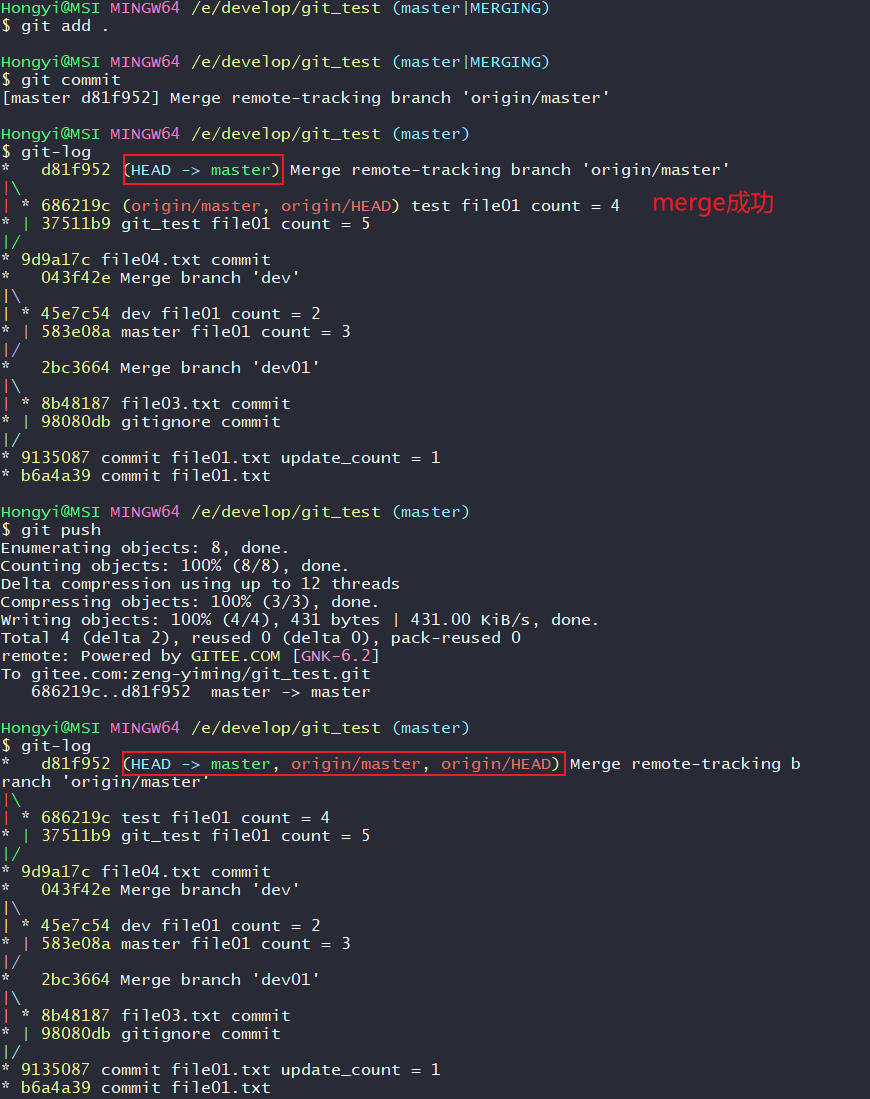 Hongyi@MSI MINGW64 /e/develop/git_test (master|MERGING)
$ git add .
Hongyi@MSI MINGW64 /e/develop/git_test (master|MERGING)
$ git commit
[master d81f952] Merge remote-tracking branch 'origin/master'
Hongyi@MSI MINGW64 /e/develop/git_test (master)
$ git-log
*   d81f952 (HEAD -> master) Merge remote-tracking branch 'origin/master'
|\
| * 686219c (origin/master, origin/HEAD) test file01 count = 4 merge成功
* | 37511b9 git_test file01 count = 5
|/
* 9d9a17c file04.txt commit
*   043f42e Merge branch 'dev'
|\
| * 45e7c54 dev file01 count = 2
* | 583e08a master file01 count = 3
|/
*   2bc3664 Merge branch 'dev01'
|\
| * 8b48187 file03.txt commit
* | 98080db gitignore commit
|/
* 9135087 commit file01.txt update_count = 1
* b6a4a39 commit file01.txt
Hongyi@MSI MINGW64 /e/develop/git_test (master)
$ git push
Enumerating objects: 8, done.
Counting objects: 100% (8/8), done.
Delta compression using up to 12 threads
Compressing objects: 100% (3/3), done.
Writing objects: 100% (4/4), 431 bytes | 431.00 KiB/s, done.
Total 4 (delta 2), reused 0 (delta 0), pack-reused 0
remote: Powered by GITEE.COM [GNK-6.2]
To gitee.com:zeng-yiming/git_test.git
   686219c..d81f952  master -> master
Hongyi@MSI MINGW64 /e/develop/git_test (master)
$ git-log
*   d81f952 (HEAD -> master, origin/master, origin/HEAD) Merge remote-tracking b
ranch 'origin/master'
|\
| * 686219c test file01 count = 4
* | 37511b9 git_test file01 count = 5
|/
* 9d9a17c file04.txt commit
*   043f42e Merge branch 'dev'
|\
| * 45e7c54 dev file01 count = 2
* | 583e08a master file01 count = 3
|/
*   2bc3664 Merge branch 'dev01'
|\
| * 8b48187 file03.txt commit
* | 98080db gitignore commit
|/
* 9135087 commit file01.txt update_count = 1
* b6a4a39 commit file01.txt